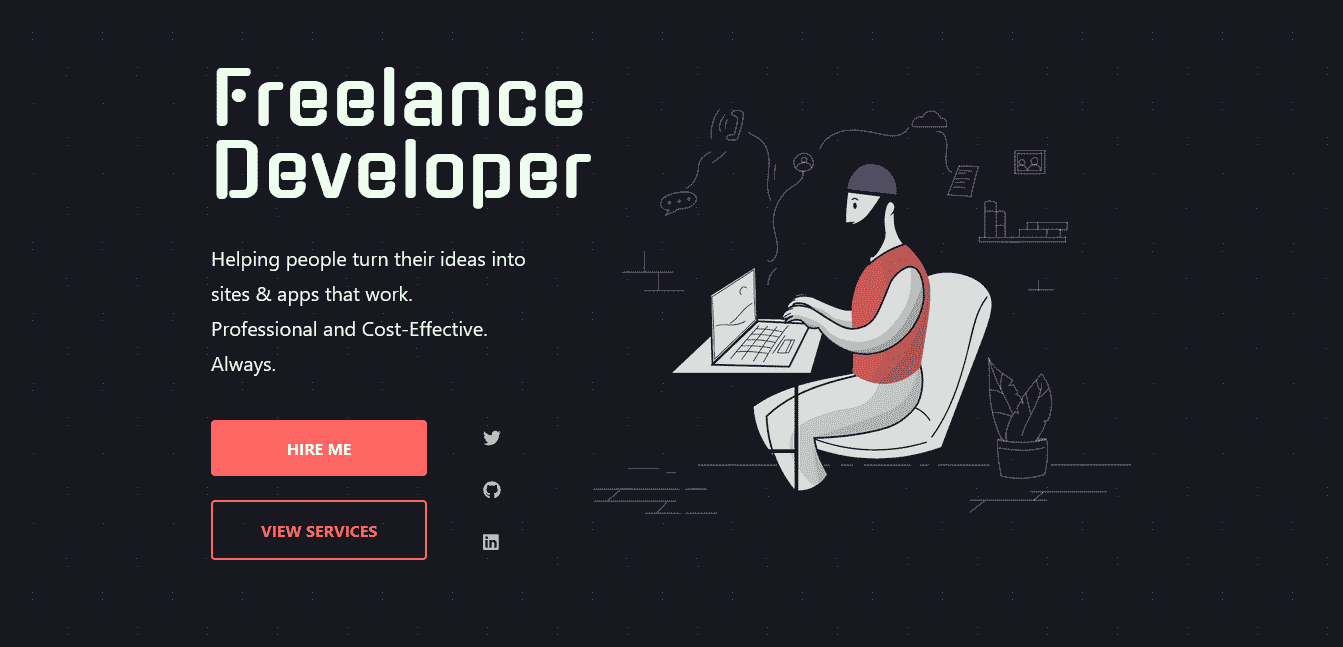 Freelance
Developer
Helping people turn their ideas into
sites & apps that work.
Professional and Cost-Effective.
Always.
HIRE ME
VIEW SERVICES